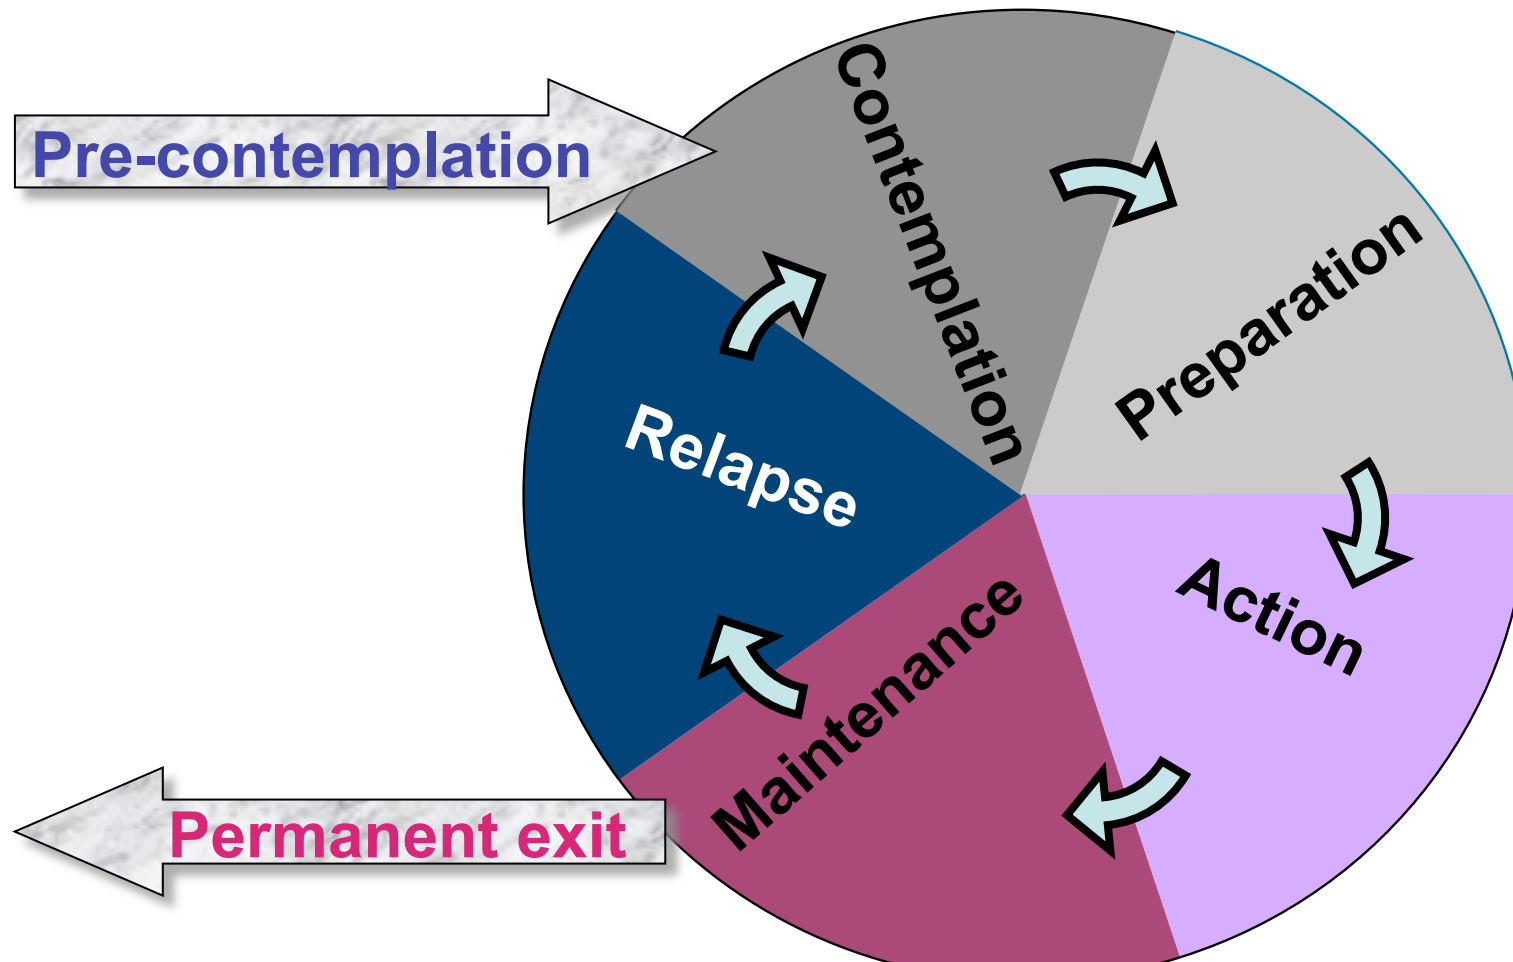 Pre-contemplation
Contemplation
Preparation
Action
Maintenance
Relapse
Permanent exit